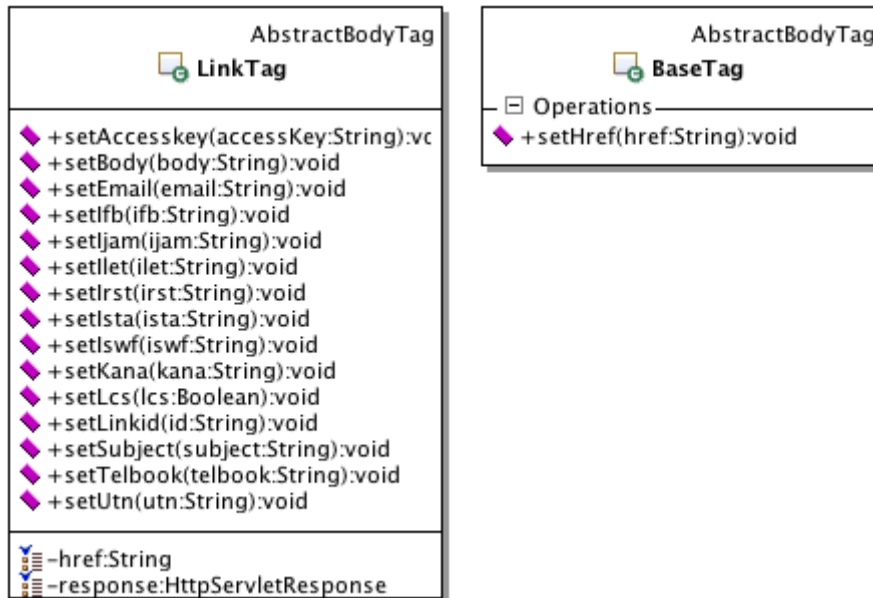 AbstractBodyTag
LinkTag
+setAccesskey(accessKey:String):vc
+setBody(body:String):void
+setEmail(email:String):void
+setIfb(ifb:String):void
+setIjam(ijam:String):void
+setIlet(ilet:String):void
+setIrst(irst:String):void
+setIsta(ista:String):void
+setIswf(iswf:String):void
+setKana(kana:String):void
+setLcs(lcs:Boolean):void
+setLinkid(id:String):void
+setSubject(subject:String):void
+setTelbook(telbook:String):void
+setUtn(utn:String):void
-href:String
-response:HttpServletResponse
AbstractBodyTag
BaseTag
Operations
+setHref(href:String):void